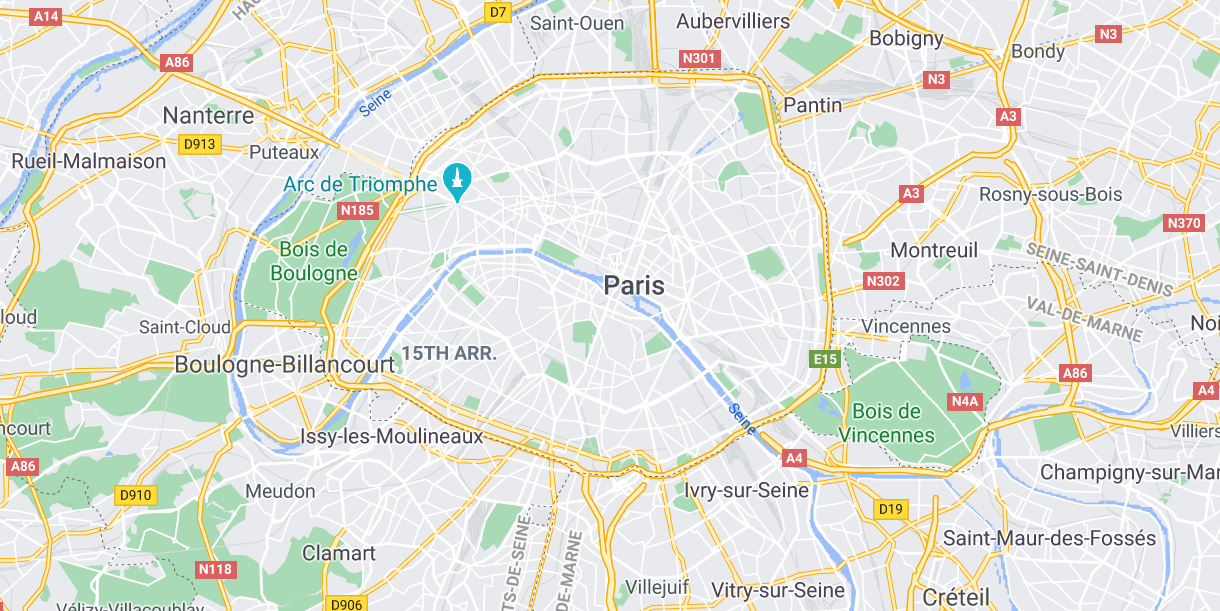 A14
HAU
D7
Saint-Ouen
Aubervilliers
Bobigny
N3
Bondy
A86
N301
N3
Seine
Nanterre
Pantin
A3
D913
Puteaux
Rueil-Malmaison
Arc de Triomphe
A3
Rosny-sous-Bois
N185
N370
Bois de
Boulogne
Montreuil
SEINE-SAINT-DENIS
N302
Paris
VAL-DE-MARNE
loud
Saint-Cloud
Vincennes
Noi
15TH ARR.
E15
Boulogne-Billancourt
A86
A4
N4A
Bois de
Vincennes
Seine
ncourt
Issy-les-Moulineaux
Villiers
A4
A86
Champigny-sur-Mar
D910
Meudon
Ivry-sur-Seine
D19
Saint-Maur-des-Fossés
TS-DE-SEINE
DE-MARNE
Clamart
N118
Villejuif
Vitry-sur-Seine
Créteil
D906
Vélizy-Villacoublay